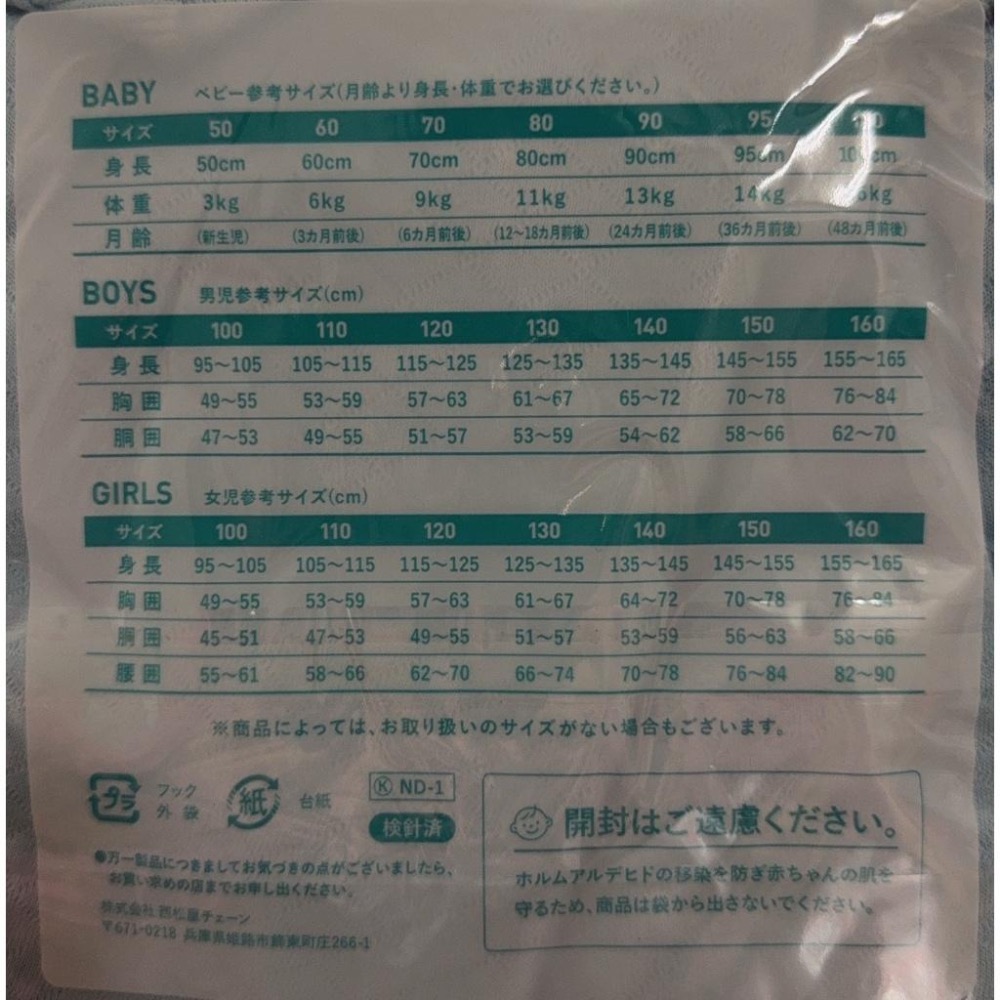 BABY ベビー参考サイズ(月齢より身長・体重でお選びください。)
サイズ 50 60 70 80 90 95
身長 50cm 60cm 70cm 80cm 90cm 95cm
体重 3kg 6kg 9kg 11kg 13kg 14kg
月齢 (新生児) (3カ月前後) (6カ月前後) (12〜18カ月前後) (24カ月前後) (36カ月前後) (48カ月前後)
BOYS 男児参考サイズ(cm)
サイズ 100 110 120 130 140 150 160
身長 95〜105 105〜115 115〜125 125〜135 135〜145 145〜155 155〜165
胸囲 49〜55 53〜59 57〜63 61〜67 65〜72 70〜78 76〜84
胴囲 47〜53 49〜55 51〜57 53〜59 54〜62 58〜66 62〜70
GIRLS 女児参考サイズ(cm)
サイズ 100 110 120 130 140 150 160
身長 95〜105 105〜115 115〜125 125〜135 135〜145 145〜155 155〜165
胸囲 49〜55 53〜59 57〜63 61〜67 64〜72 70〜78 76〜84
胴囲 45〜51 47〜53 49〜55 51〜57 53〜59 56〜63 58〜66
腰囲 55〜61 58〜66 62〜70 66〜74 70〜78 76〜84 82〜90
※商品によっては、お取り扱いのサイズがない場合もございます。
プラ フック
外袋
紙 台紙
Ⓚ ND-1
検針済
●万一製品につきましてお気づきの点がございましたら、
お買い求めの店までお申し出ください。
株式会社 西松屋チェーン
〒671-0218 兵庫県姫路市飾東町庄266-1
開封はご遠慮ください。
ホルムアルデヒドの移染を防ぎ赤ちゃんの肌を
守るため、商品は袋から出さないでください。